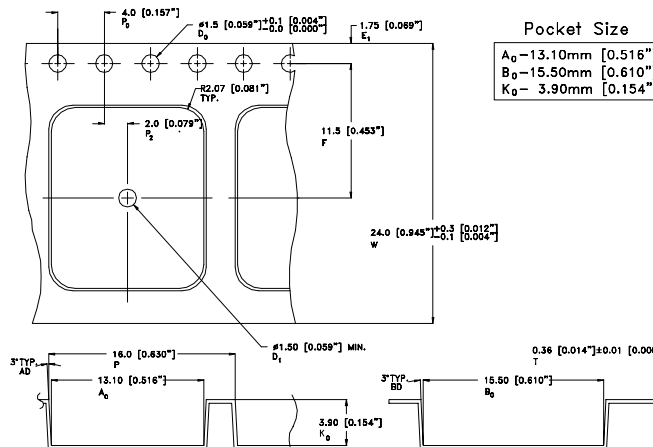 4.0 [0.157"]
P₀
ø1.5 [0.059"] +0.1 [0.004"] -0.0 [0.000"]
D₀
1.75 [0.069"]
E₁
Pocket Size
A₀-13.10mm [0.516"
B₀-15.50mm [0.610"
K₀- 3.90mm [0.154"
R2.07 [0.081"]
TYP.
2.0 [0.079"]
P₂
11.5 [0.453"]
F
24.0 [0.945"] +0.3 [0.012"] -0.1 [0.004"]
W
ø1.50 [0.059"] MIN.
D₁
3° TYP.
AD
16.0 [0.630"]
P
13.10 [0.516"]
A₀
3.90 [0.154"]
K₀
3° TYP.
BD
15.50 [0.610"]
B₀
0.36 [0.014"]±0.01 [0.00
T